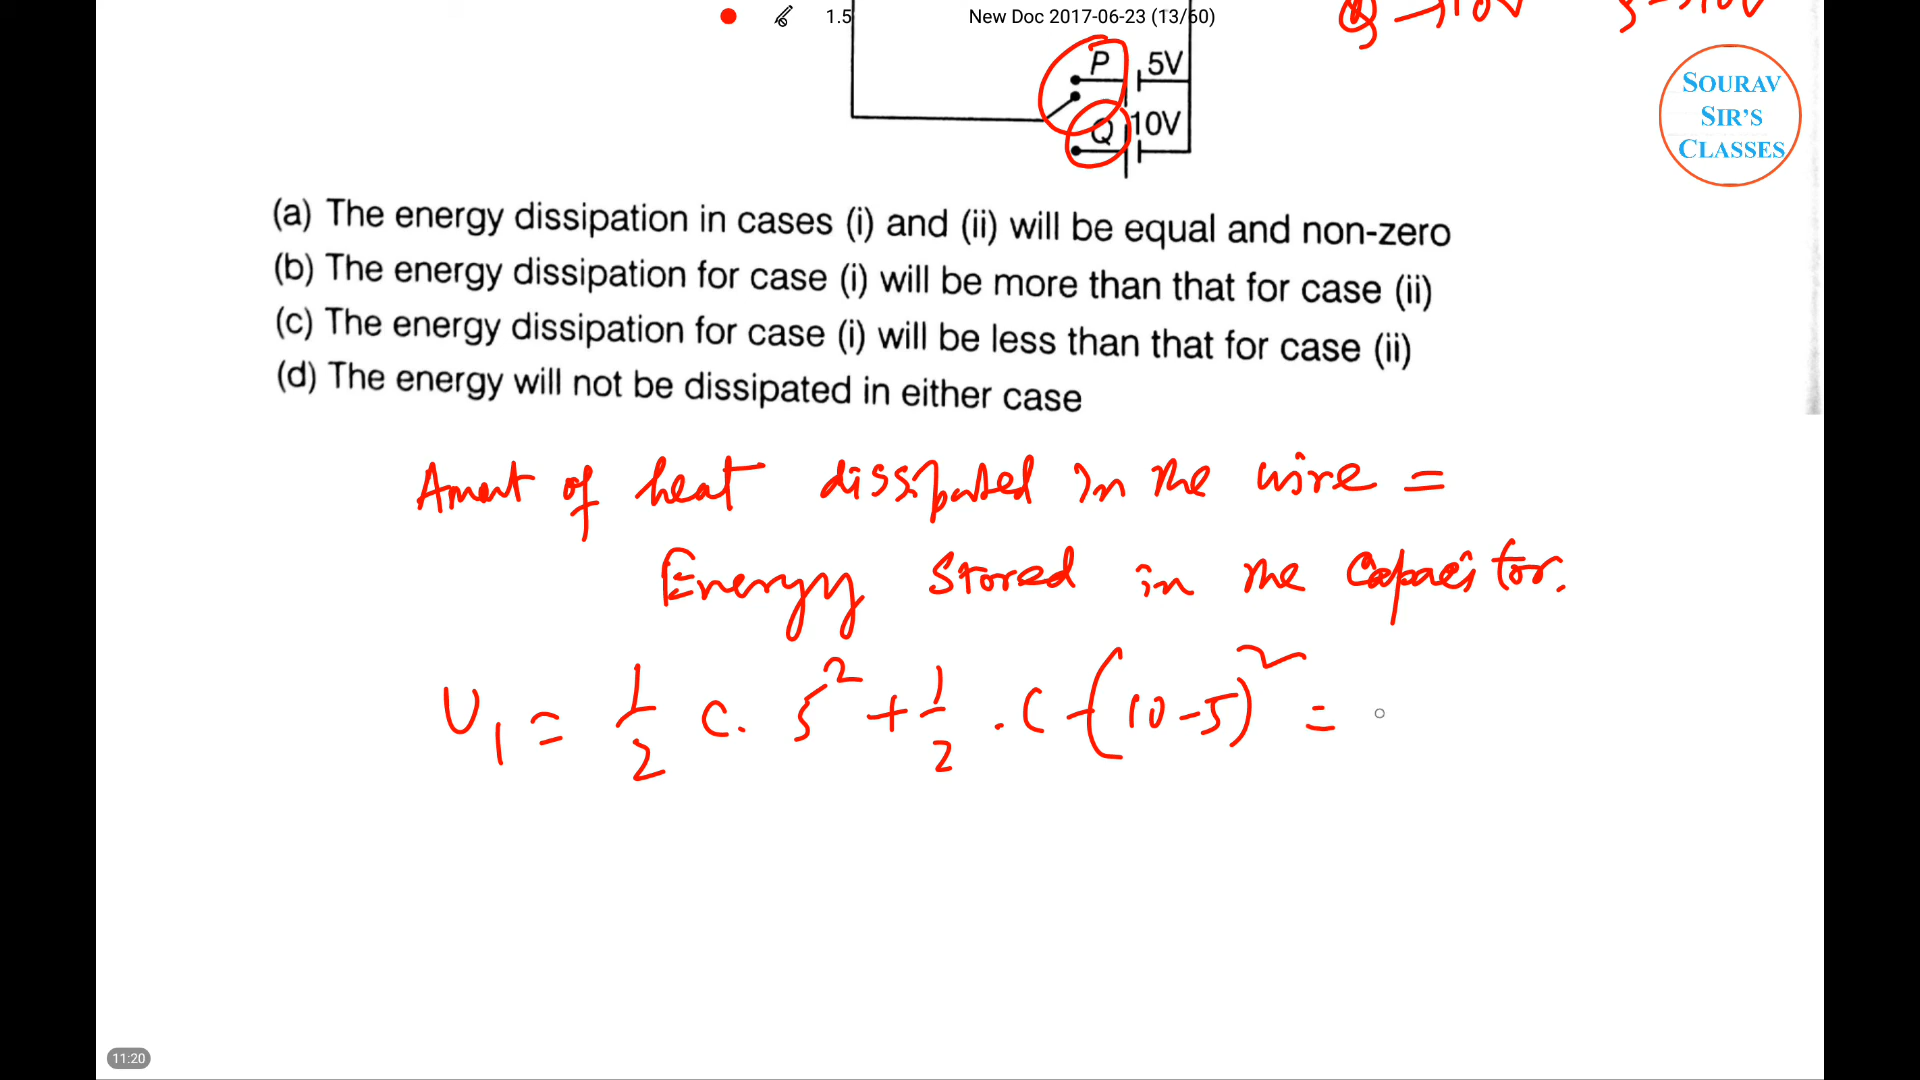 1.5 New Doc 2017-06-23 (13/60)
Q → 10V 5 → 10V
P 5V
Q 10V
SOURAV
SIR'S
CLASSES
(a) The energy dissipation in cases (i) and (ii) will be equal and non-zero
(b) The energy dissipation for case (i) will be more than that for case (ii)
(c) The energy dissipation for case (i) will be less than that for case (ii)
(d) The energy will not be dissipated in either case
Amount of heat dissipated in the wire =
Energy stored in the Capacitor.
U₁ = 1/2 C. 5² + 1/2 . C (10-5)² =
11:20